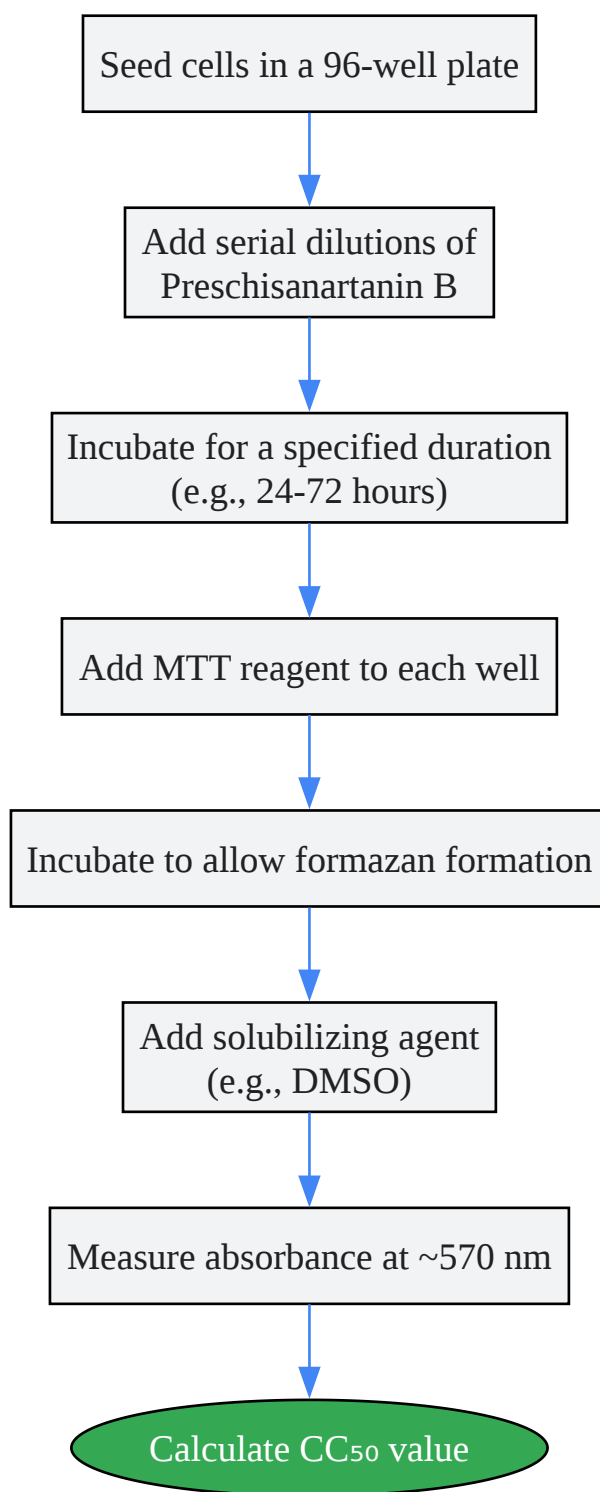 Seed cells in a 96-well plate
Add serial dilutions of
Preschisanartanin B
Incubate for a specified duration
(e.g., 24-72 hours)
Add MTT reagent to each well
Incubate to allow formazan formation
Add solubilizing agent
(e.g., DMSO)
Measure absorbance at ~570 nm
Calculate CC₅₀ value